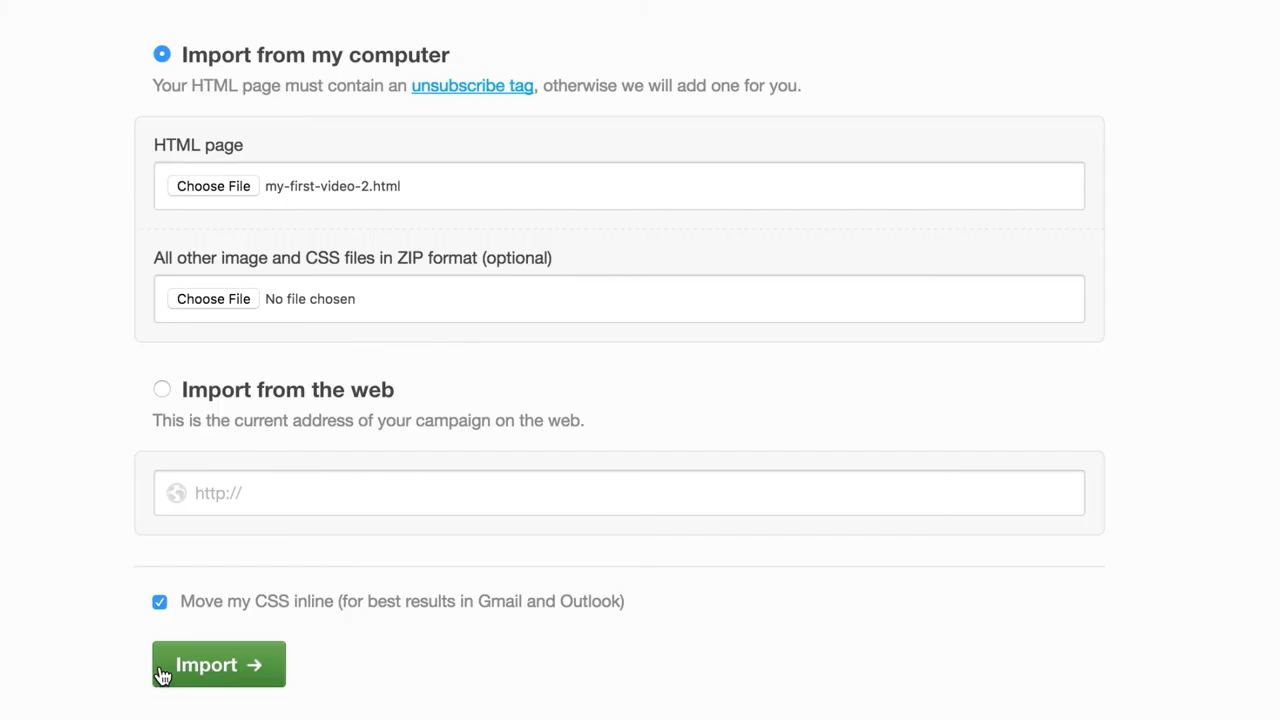 Import from my computer
Your HTML page must contain an unsubscribe tag, otherwise we will add one for you.
HTML page
Choose File my-first-video-2.html
All other image and CSS files in ZIP format (optional)
Choose File No file chosen
Import from the web
This is the current address of your campaign on the web.
http://
Move my CSS inline (for best results in Gmail and Outlook)
Import →